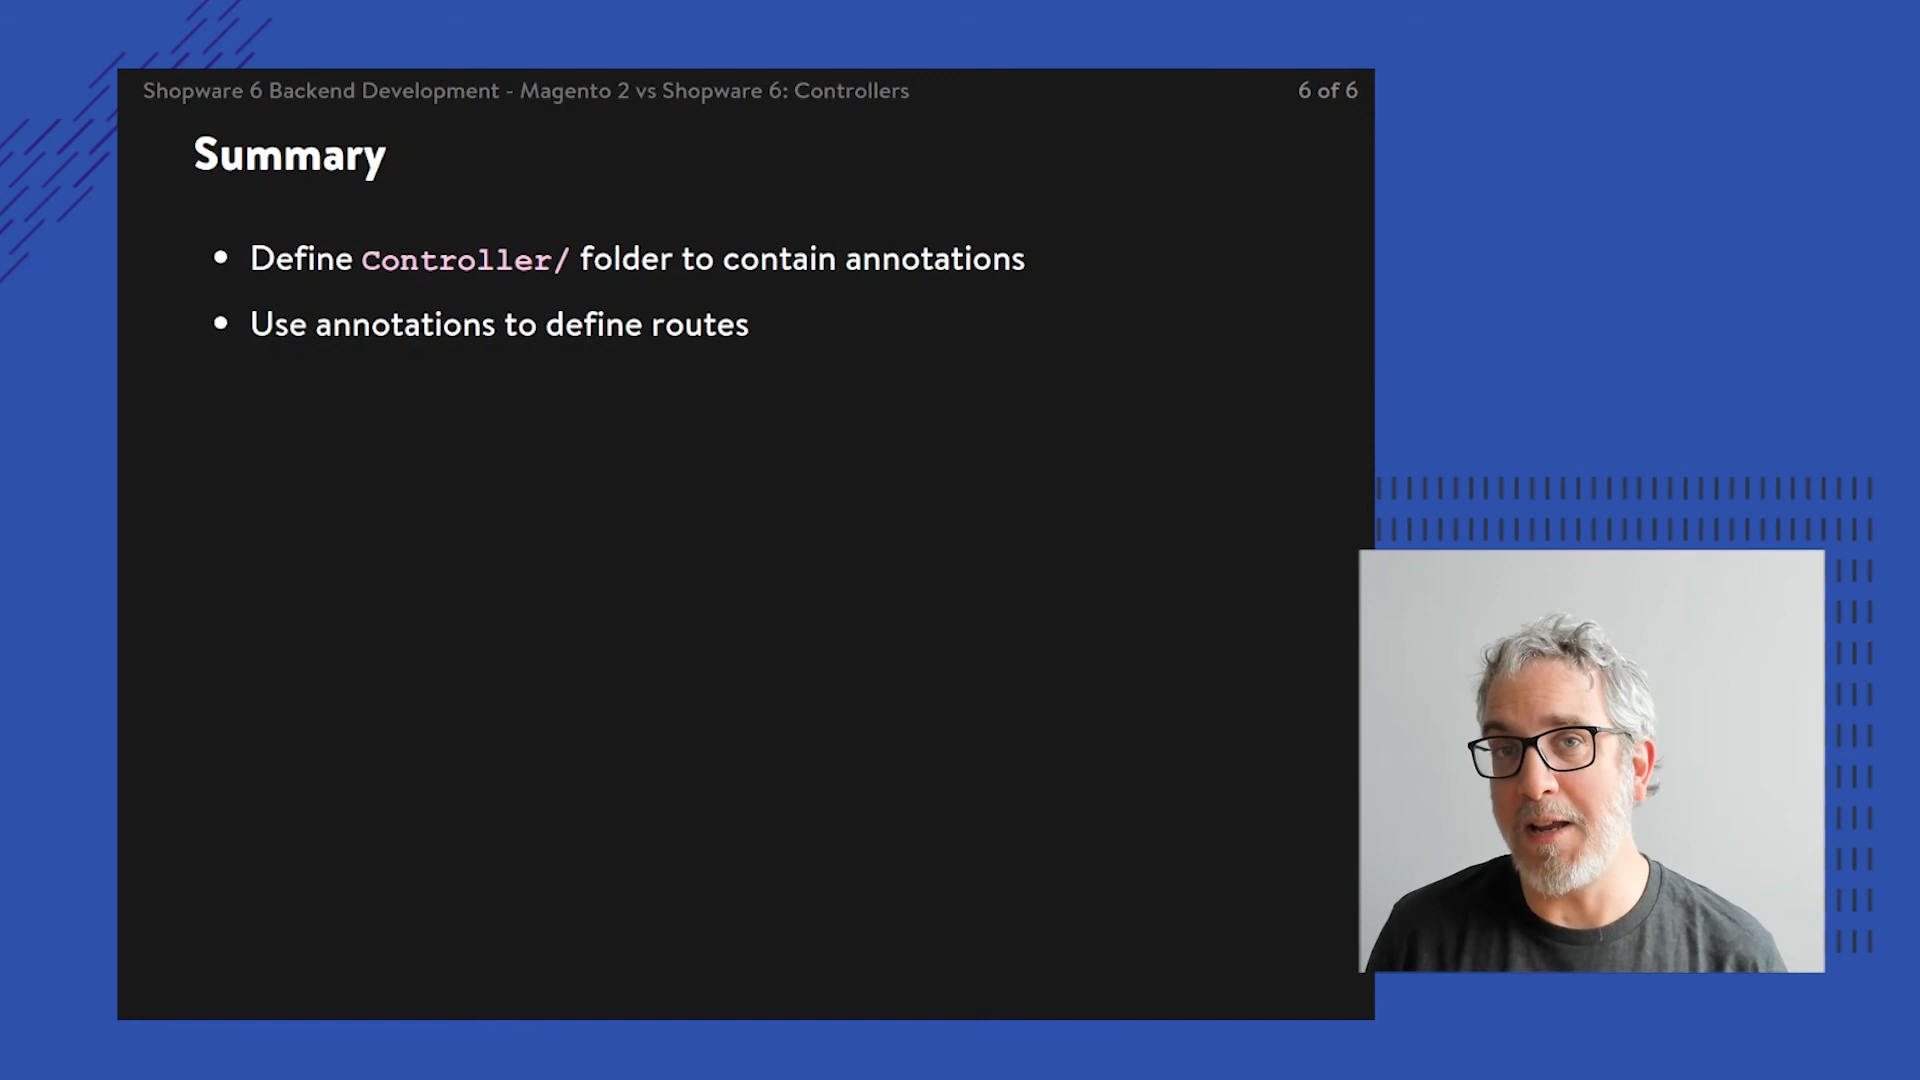 Shopware 6 Backend Development - Magento 2 vs Shopware 6: Controllers
6 of 6
Summary
• Define Controller/ folder to contain annotations
• Use annotations to define routes